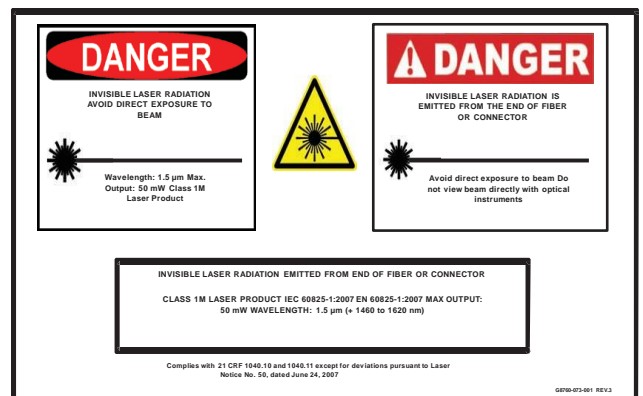 DANGER
INVISIBLE LASER RADIATION
AVOID DIRECT EXPOSURE TO
BEAM
Wavelength: 1.5 µm Max.
Output: 50 mW Class 1M
Laser Product
DANGER
INVISIBLE LASER RADIATION IS
EMITTED FROM THE END OF FIBER
OR CONNECTOR
Avoid direct exposure to beam Do
not view beam directly with optical
instruments
INVISIBLE LASER RADIATION EMITTED FROM END OF FIBER OR CONNECTOR
CLASS 1M LASER PRODUCT IEC 60825-1:2007 EN 60825-1:2007 MAX OUTPUT:
50 mW WAVELENGTH: 1.5 µm (+ 1460 to 1620 nm)
Complies with 21 CRF 1040.10 and 1040.11 except for deviations pursuant to Laser
Notice No. 50, dated June 24, 2007
G8760-073-001 REV.3